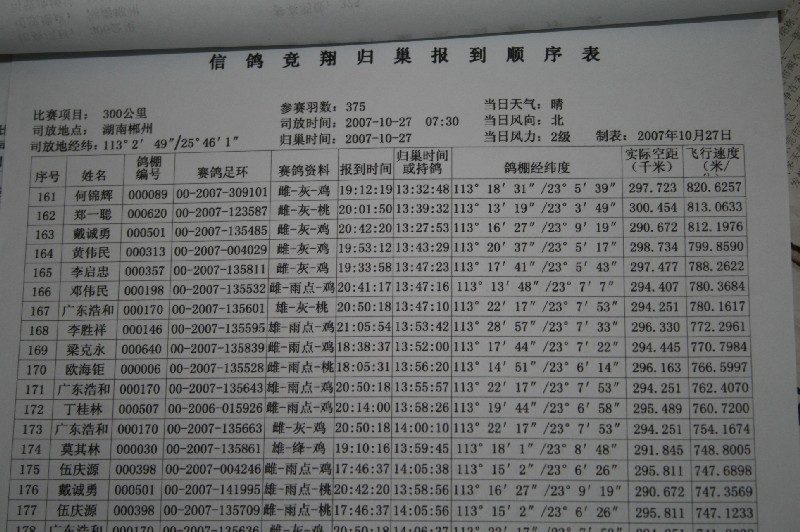 信鸽竞翔归巢报到顺序表
比赛项目: 300公里 参赛羽数: 375 当日天气: 晴
司放地点: 湖南郴州 司放时间: 2007-10-27 07:30 当日风向: 北
司放地经纬: 113° 2′ 49″/25°46′1″ 归巢时间: 2007-10-27 当日风力: 2级 制表: 2007年10月27日
序号 姓名 鸽棚编号 赛鸽足环 赛鸽资料 报到时间 归巢时间或持鸽 鸽棚经纬度 实际空距(千米) 飞行速度(米/
161 何锦辉 000089 00-2007-309101 雌-灰-鸡 19:12:19 13:32:48 113° 18′ 31″ /23° 5′ 39″ 297.723 820.6257
162 郑一聪 000620 00-2007-123587 雌-灰-桃 20:01:50 13:39:32 113° 13′ 19″ /23° 3′ 49″ 300.454 813.0633
163 戴诚勇 000501 00-2007-135485 雌-灰-鸡 20:42:20 13:27:53 113° 16′ 27″ /23° 9′ 19″ 290.672 812.1976
164 黄伟民 000313 00-2007-004029 雌-灰-鸡 19:53:12 13:43:29 113° 20′ 37″ /23° 5′ 17″ 298.734 799.8590
165 李启忠 000357 00-2007-135811 雌-灰-鸡 19:33:58 13:47:23 113° 17′ 41″ /23° 5′ 43″ 297.477 788.2622
166 邓伟民 000198 00-2007-135532 雌-雨点-鸡 20:41:17 13:47:16 113° 13′ 48″ /23° 7′ 7″ 294.407 780.3684
167 广东浩和 000170 00-2007-135601 雄-灰-桃 20:50:18 13:47:10 113° 22′ 17″ /23° 7′ 53″ 294.251 780.1617
168 李胜祥 000146 00-2007-135595 雄-雨点-鸡 21:05:54 13:53:42 113° 28′ 57″ /23° 7′ 33″ 296.330 772.2961
169 梁克永 000640 00-2007-135839 雌-雨点-鸡 18:38:37 13:52:00 113° 17′ 44″ /23° 7′ 22″ 294.445 770.7984
170 欧海钜 000006 00-2007-135528 雌-雨点-桃 18:05:31 13:56:20 113° 14′ 51″ /23° 6′ 14″ 296.163 766.5997
171 广东浩和 000170 00-2007-135643 雄-雨点-鸡 20:50:18 13:55:57 113° 22′ 17″ /23° 7′ 53″ 294.251 762.4070
172 丁桂林 000507 00-2006-015926 雌-雨点-鸡 20:14:00 13:58:26 113° 19′ 44″ /23° 6′ 58″ 295.489 760.7200
173 广东浩和 000170 00-2007-135663 雌-灰-鸡 20:50:18 14:00:10 113° 22′ 17″ /23° 7′ 53″ 294.251 754.1674
174 莫其林 000030 00-2007-135861 雄-绛-鸡 19:10:16 13:59:45 113° 18′ 1″ /23° 8′ 48″ 291.845 748.8005
175 伍庆源 000398 00-2007-004246 雌-雨点-鸡 17:46:37 14:05:38 113° 15′ 2″ /23° 6′ 26″ 295.811 747.6898
176 戴诚勇 000501 00-2007-141995 雌-雨点-鸡 20:42:20 13:58:56 113° 16′ 27″ /23° 9′ 19″ 290.672 747.3569
177 伍庆源 000398 00-2007-135709 雌-雨点-鸡 17:46:37 14:05:56 113° 15′ 2″ /23° 6′ 26″ 295.811 747.1233
178 广东浩和 000170 00-2007-135636